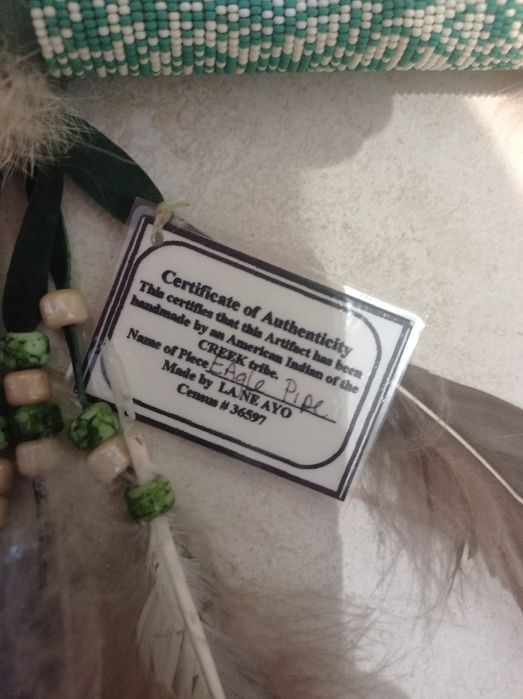 Certificate of Authenticity
This certifies that this Artifact has been
handmade by an American Indian of the
CREEK tribe.
Name of Piece Eagle Pipe
Made by LANE AYO
Census # 36597